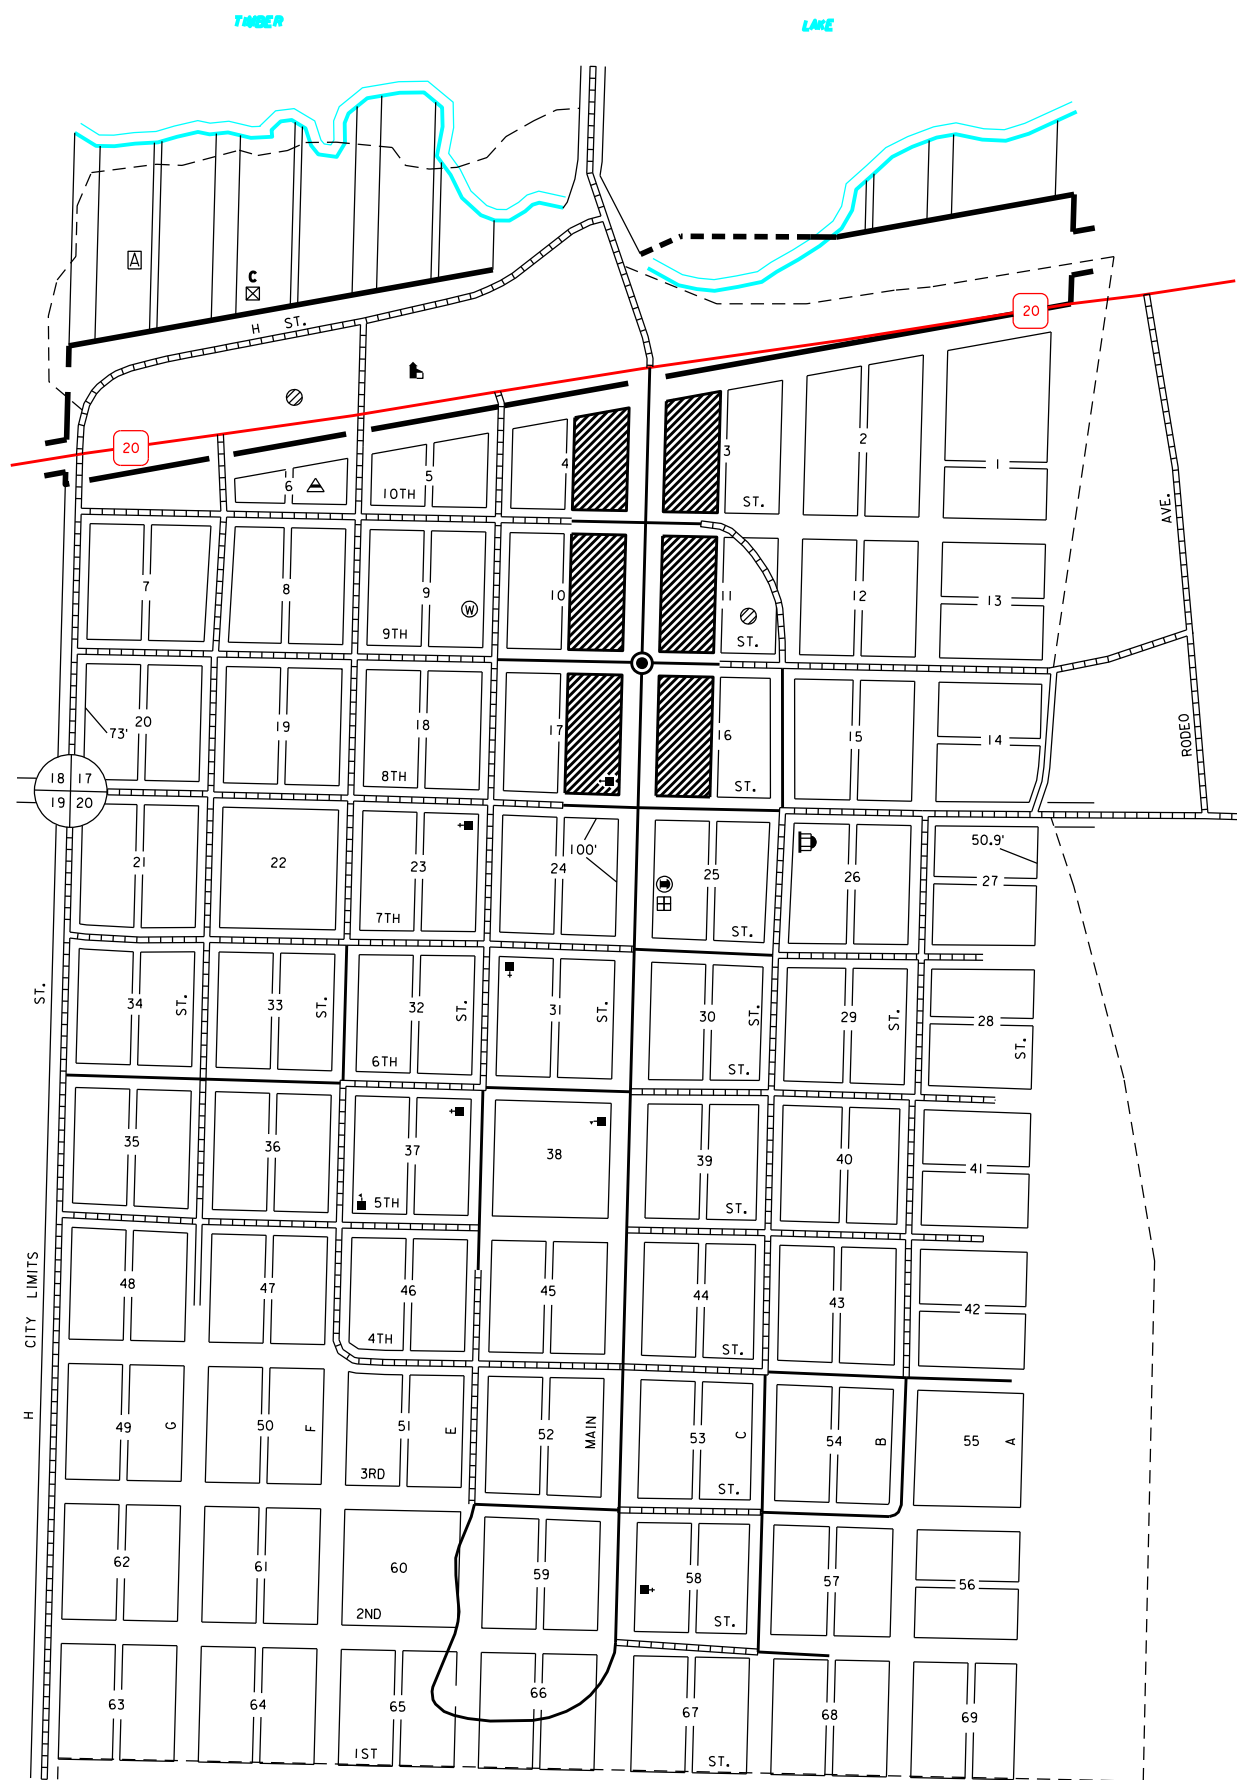 TIMBER LAKE
A
C
H ST.
20
20
1
2
3
4
5
6
10TH ST.
AVE.
7
8
9
W
10
11
12
13
9TH ST.
20
73'
19
18
17
16
15
14
RODEO
8TH ST.
18 17
19 20
21
22
23
24
100'
25
26
50.9'
27
7TH ST.
ST.
34
ST.
33
ST.
32
ST.
31
ST.
30
ST.
29
ST.
28
ST.
6TH ST.
35
36
37
38
39
40
41
5TH ST.
CITY LIMITS
48
47
46
45
44
43
42
4TH ST.
H
49
G
50
F
51
E
52
MAIN
53
C
54
B
55
A
3RD ST.
62
61
60
59
58
57
56
2ND ST.
63
64
65
66
67
68
69
1ST ST.